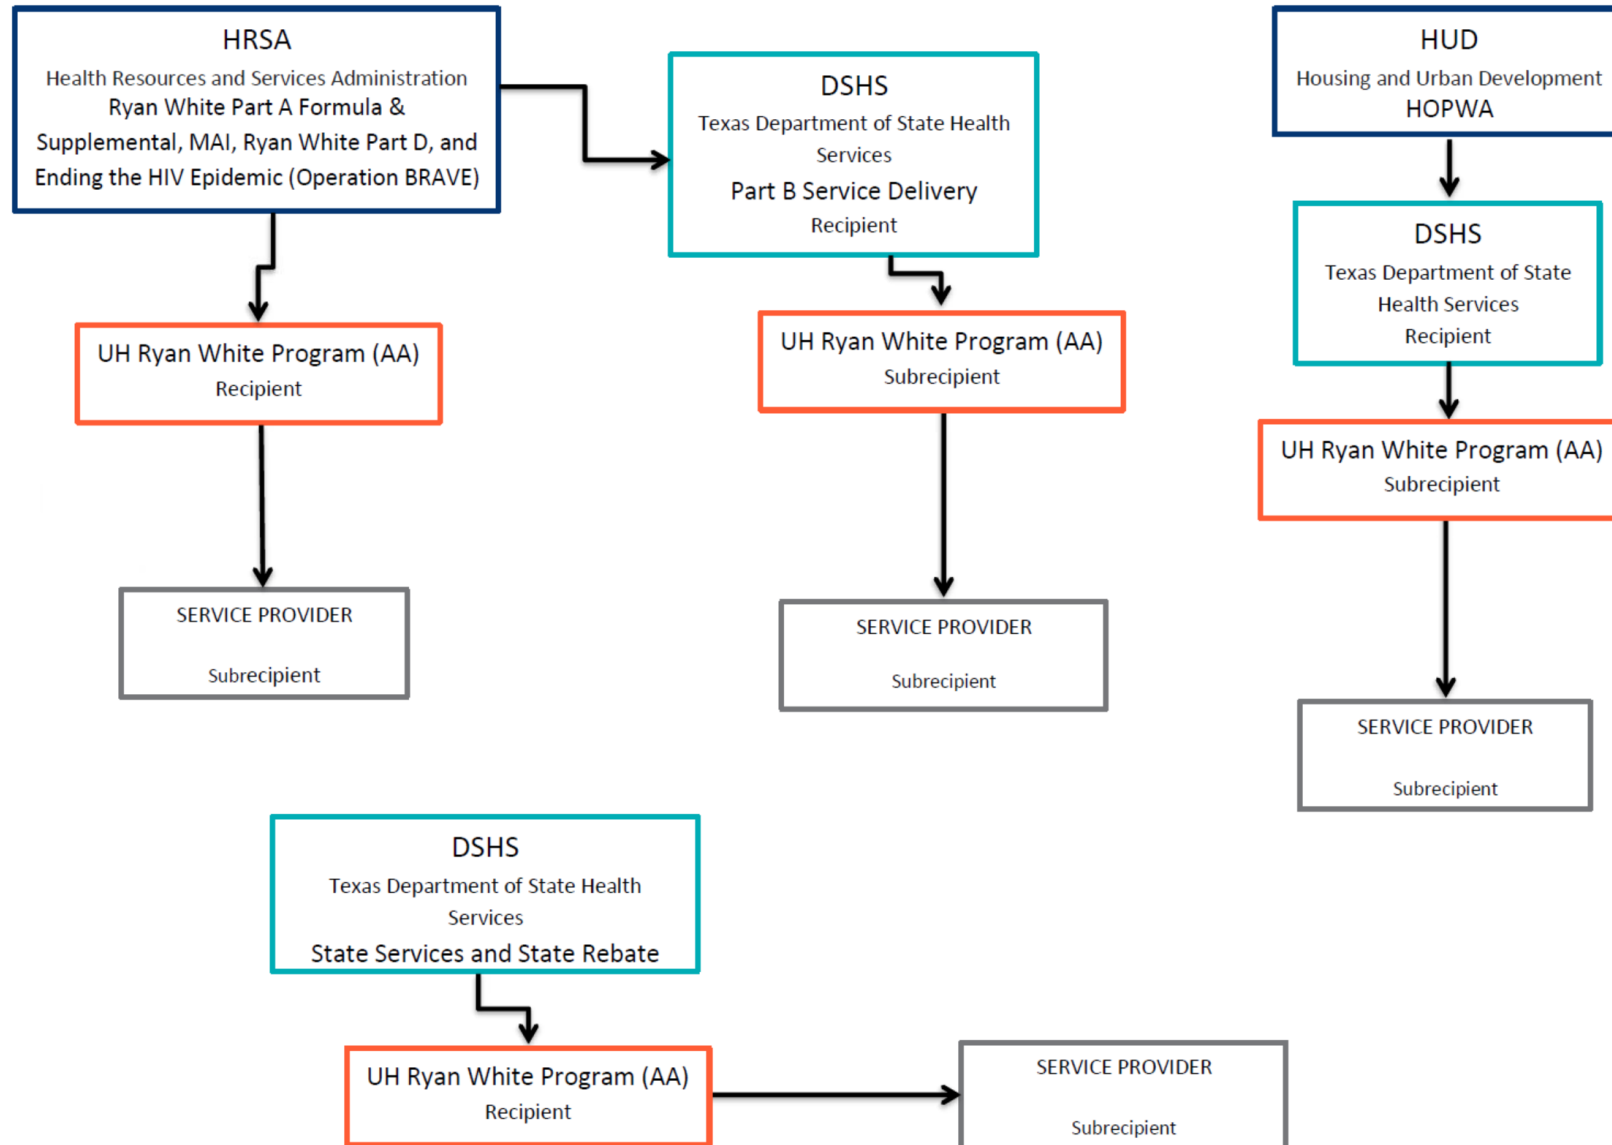 HRSA
Health Resources and Services Administration
Ryan White Part A Formula &
Supplemental, MAI, Ryan White Part D, and
Ending the HIV Epidemic (Operation BRAVE)
DSHS
Texas Department of State Health
Services
Part B Service Delivery
Recipient
HUD
Housing and Urban Development
HOPWA
DSHS
Texas Department of State
Health Services
Recipient
UH Ryan White Program (AA)
Recipient
UH Ryan White Program (AA)
Subrecipient
UH Ryan White Program (AA)
Subrecipient
SERVICE PROVIDER
Subrecipient
SERVICE PROVIDER
Subrecipient
SERVICE PROVIDER
Subrecipient
DSHS
Texas Department of State Health
Services
State Services and State Rebate
UH Ryan White Program (AA)
Recipient
SERVICE PROVIDER
Subrecipient